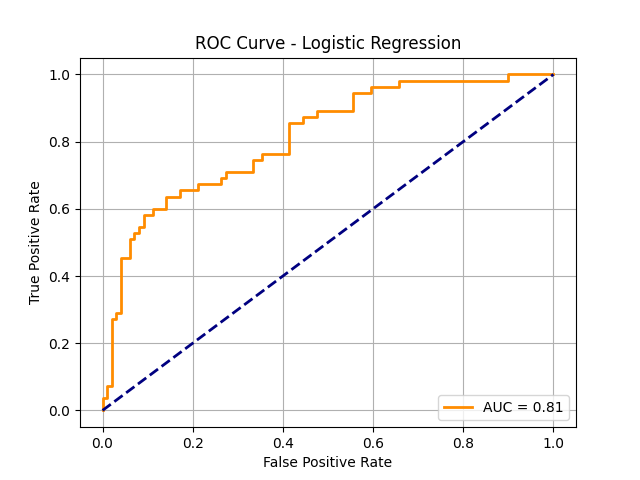 ROC Curve - Logistic Regression
1.0
0.8
0.6
0.4
0.2
0.0
True Positive Rate
AUC = 0.81
0.0 0.2 0.4 0.6 0.8 1.0
False Positive Rate